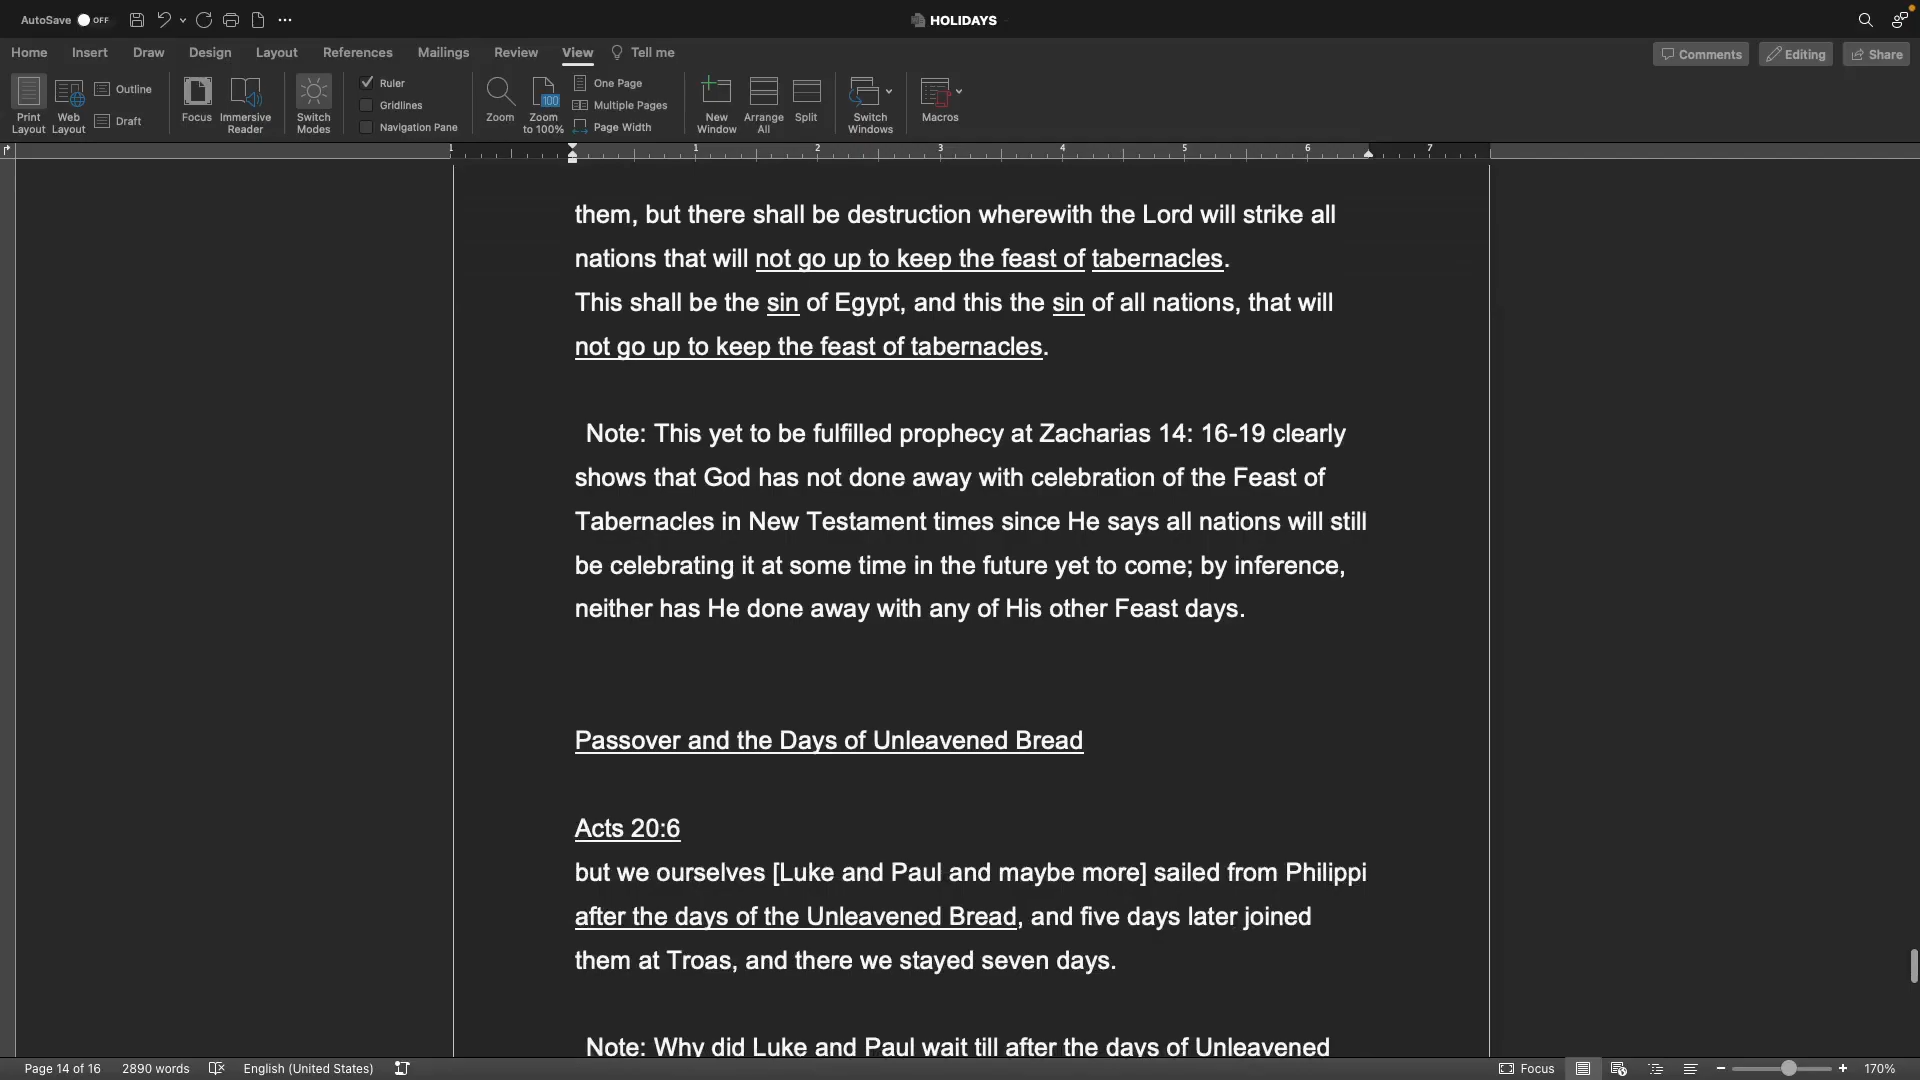 AutoSave OFF HOLIDAYS
Home Insert Draw Design Layout References Mailings Review View Tell me Comments Editing Share
Print Layout Web Layout Outline Draft Focus Immersive Reader Switch Modes Ruler Gridlines Navigation Pane Zoom Zoom to 100% 100 One Page Multiple Pages Page Width New Window Arrange All Split Switch Windows Macros
1 1 2 3 4 5 6 7
them, but there shall be destruction wherewith the Lord will strike all
nations that will not go up to keep the feast of tabernacles.
This shall be the sin of Egypt, and this the sin of all nations, that will
not go up to keep the feast of tabernacles.
Note: This yet to be fulfilled prophecy at Zacharias 14: 16-19 clearly
shows that God has not done away with celebration of the Feast of
Tabernacles in New Testament times since He says all nations will still
be celebrating it at some time in the future yet to come; by inference,
neither has He done away with any of His other Feast days.
Passover and the Days of Unleavened Bread
Acts 20:6
but we ourselves [Luke and Paul and maybe more] sailed from Philippi
after the days of the Unleavened Bread, and five days later joined
them at Troas, and there we stayed seven days.
Note: Why did Luke and Paul wait till after the days of Unleavened
Page 14 of 16 2890 words English (United States) Focus 170%